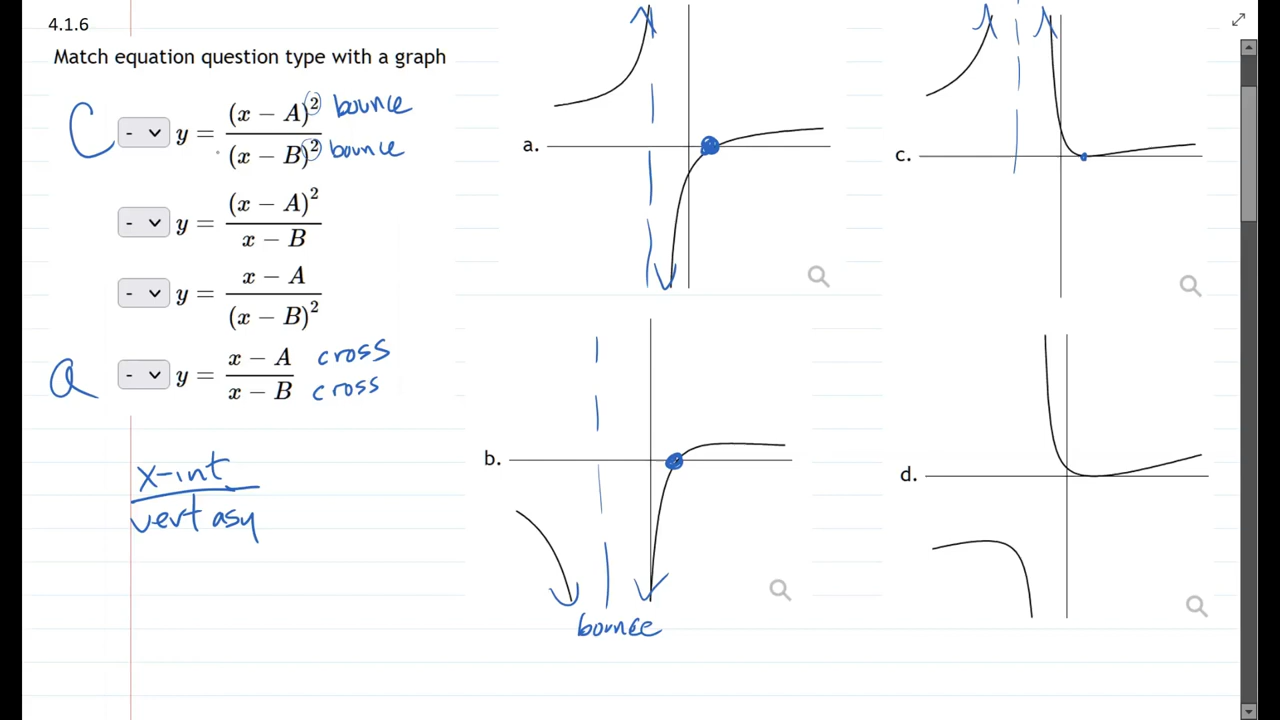 4.1.6
Match equation question type with a graph
C - y = (x − A)^2 / (x − B)^2 bounce bounce
- y = (x − A)^2 / x − B
- y = x − A / (x − B)^2
a - y = x − A / x − B cross cross
x-int
vert asy
a.
b.
bounce
c.
d.